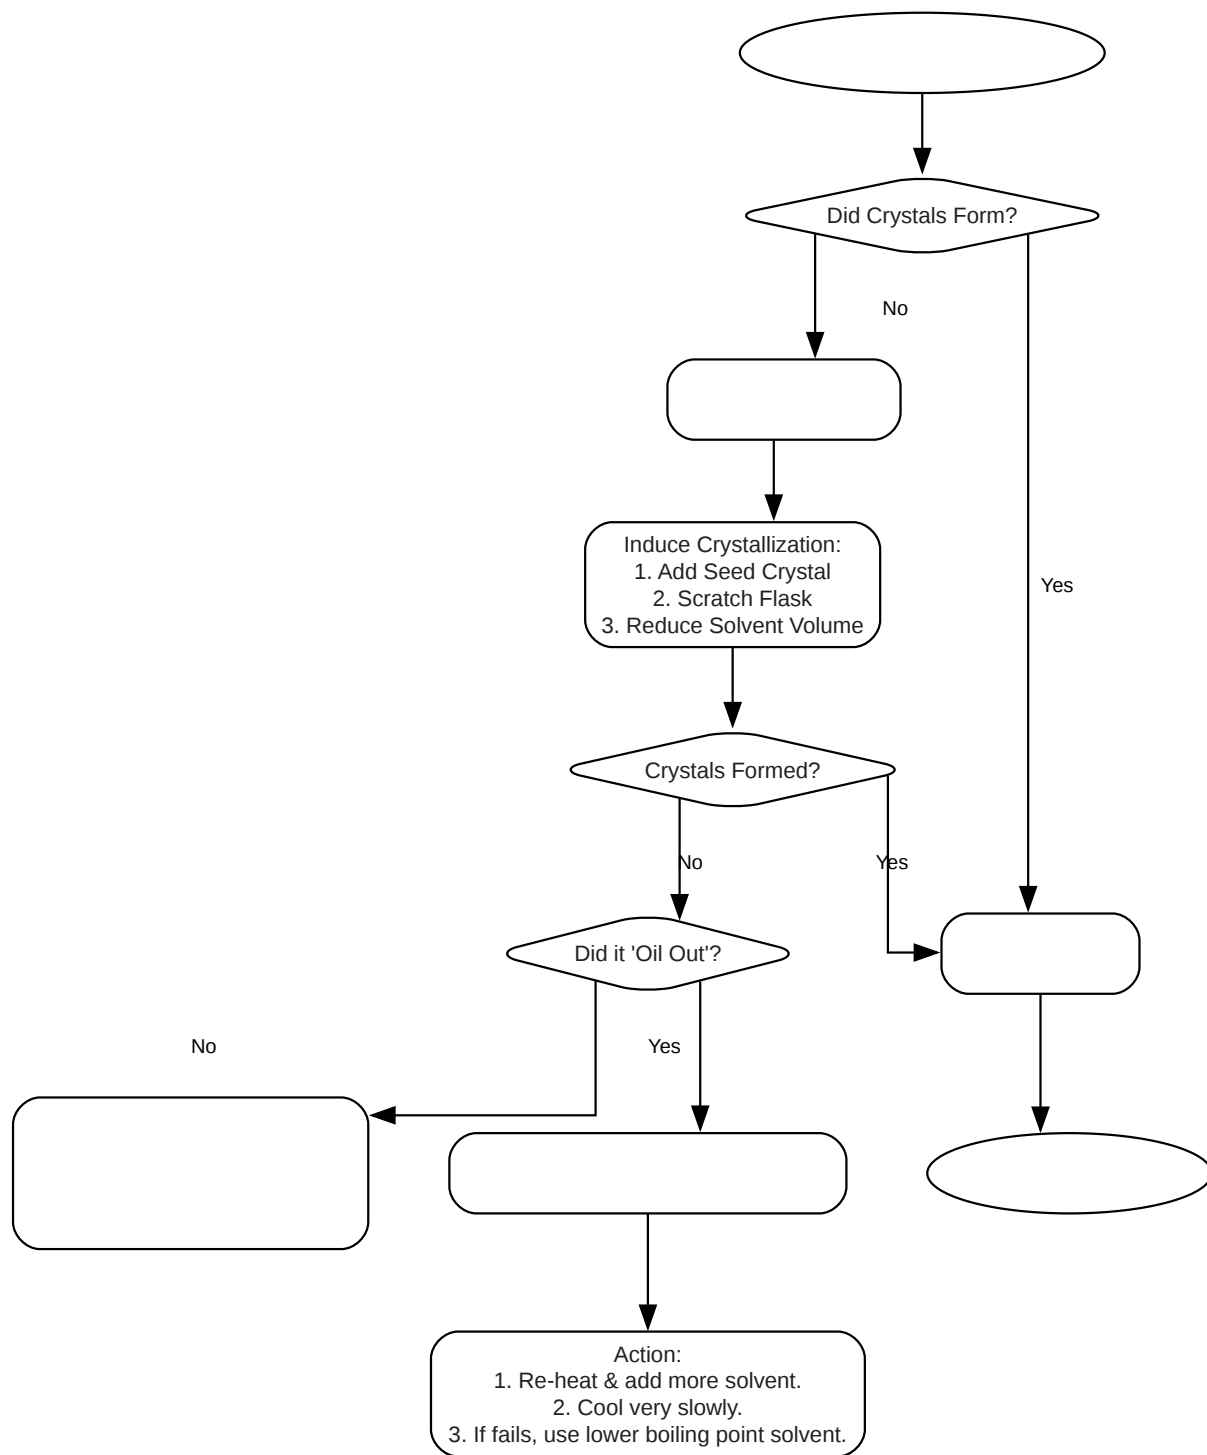 Did Crystals Form?
No
Induce Crystallization:
1. Add Seed Crystal
2. Scratch Flask
3. Reduce Solvent Volume
Yes
Crystals Formed?
No
Yes
Did it 'Oil Out'?
No
Yes
Action:
1. Re-heat & add more solvent.
2. Cool very slowly.
3. If fails, use lower boiling point solvent.